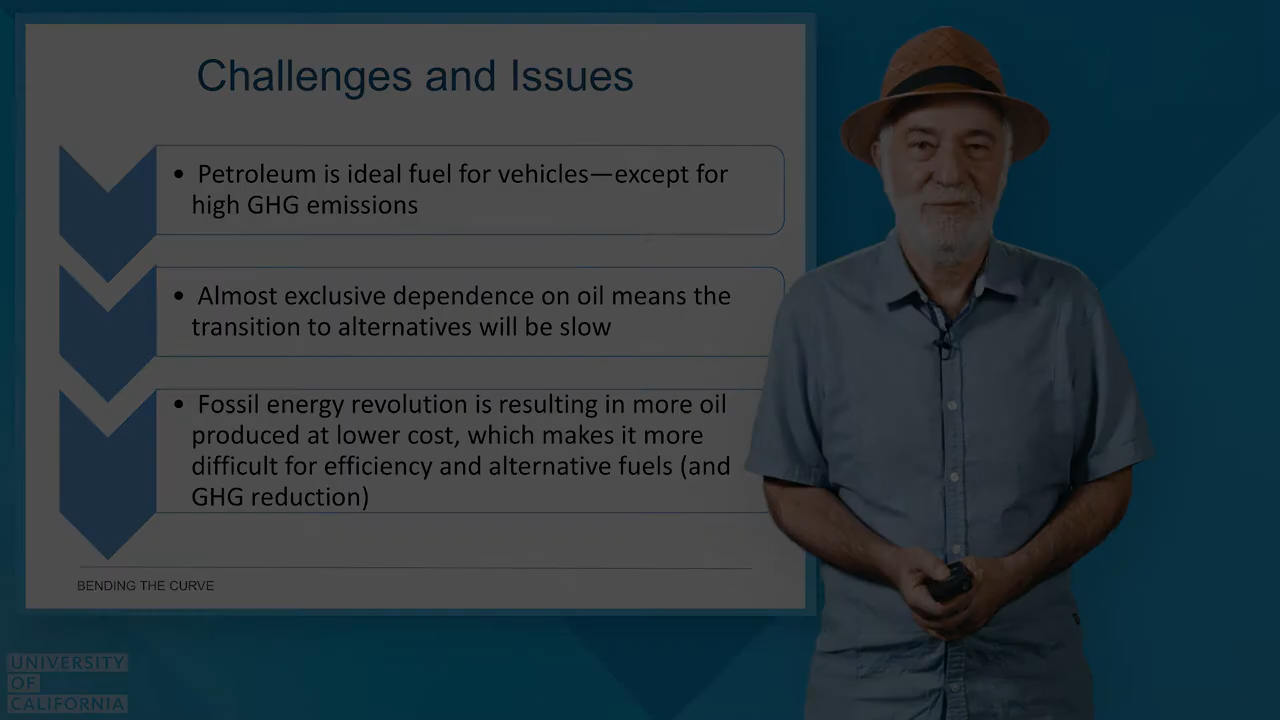 Challenges and Issues
• Petroleum is ideal fuel for vehicles—except for
high GHG emissions
• Almost exclusive dependence on oil means the
transition to alternatives will be slow
• Fossil energy revolution is resulting in more oil
produced at lower cost, which makes it more
difficult for efficiency and alternative fuels (and
GHG reduction)
BENDING THE CURVE
UNIVERSITY
OF
CALIFORNIA